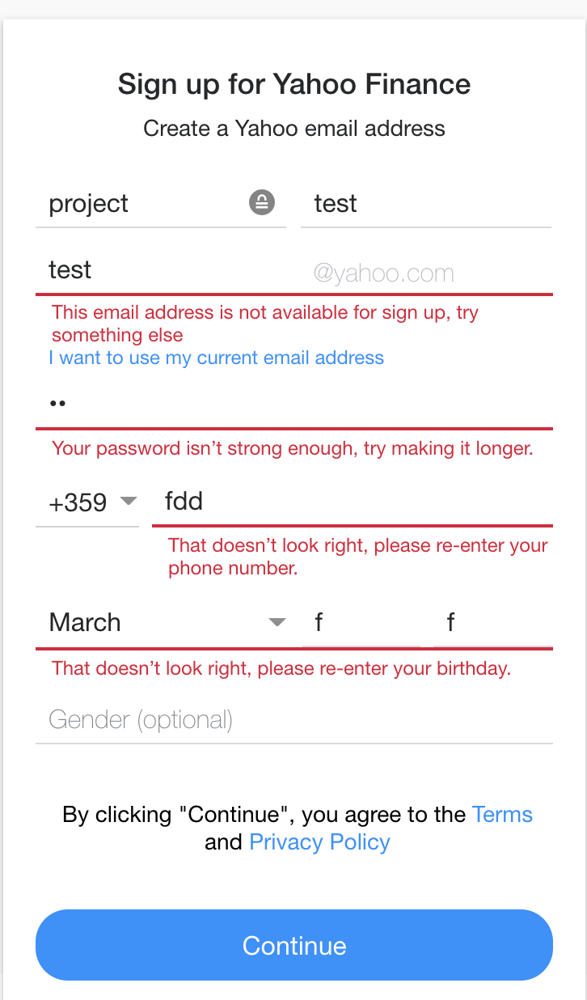 Sign up for Yahoo Finance
Create a Yahoo email address
project test
test @yahoo.com
This email address is not available for sign up, try
something else
I want to use my current email address
••
Your password isn’t strong enough, try making it longer.
+359 fdd
That doesn’t look right, please re-enter your
phone number.
March f f
That doesn’t look right, please re-enter your birthday.
Gender (optional)
By clicking "Continue", you agree to the Terms
and Privacy Policy
Continue